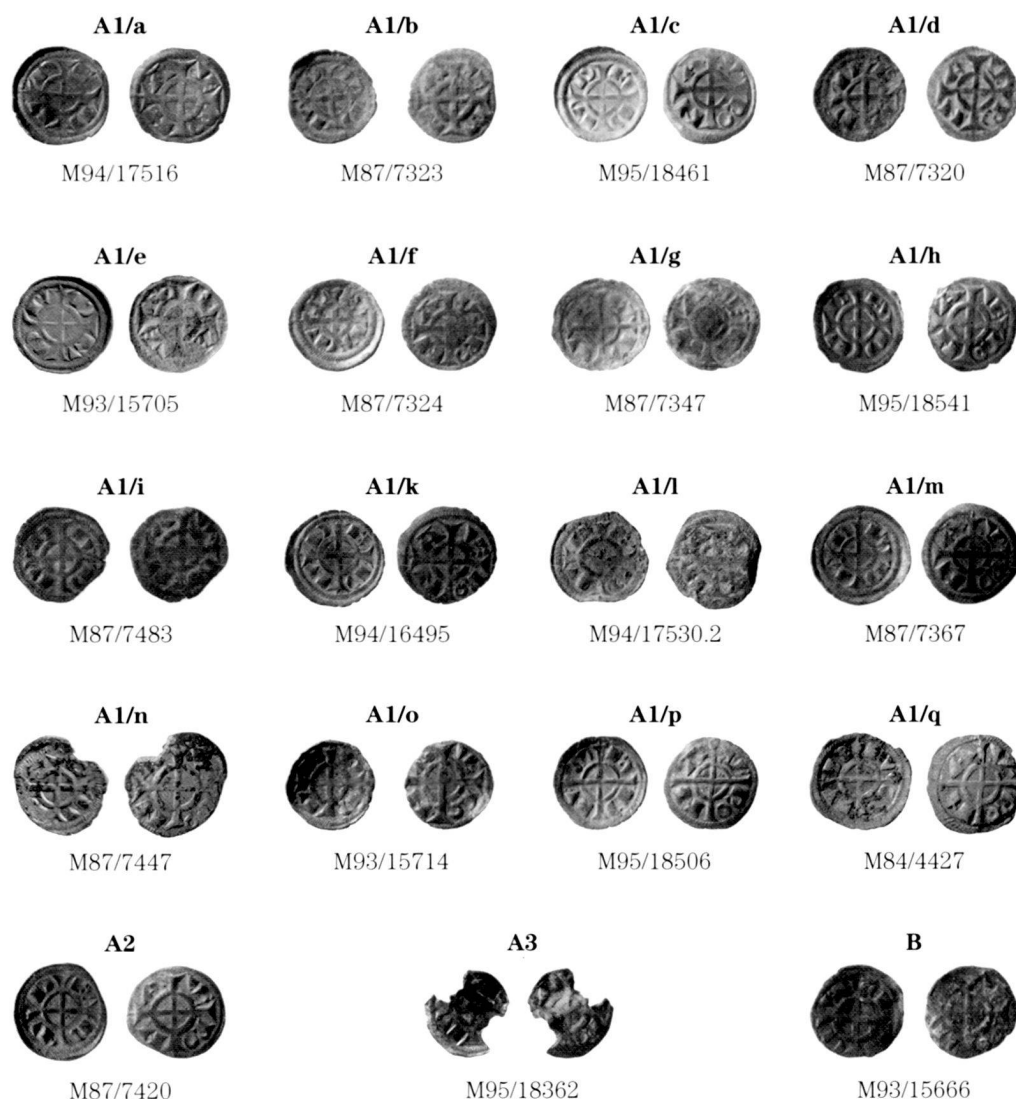 A1/a A1/b A1/c A1/d
M94/17516 M87/7323 M95/18461 M87/7320
A1/e A1/f A1/g A1/h
M93/15705 M87/7324 M87/7347 M95/18541
A1/i A1/k A1/l A1/m
M87/7483 M94/16495 M94/17530.2 M87/7367
A1/n A1/o A1/p A1/q
M87/7447 M93/15714 M95/18506 M84/4427
A2 A3 B
M87/7420 M95/18362 M93/15666